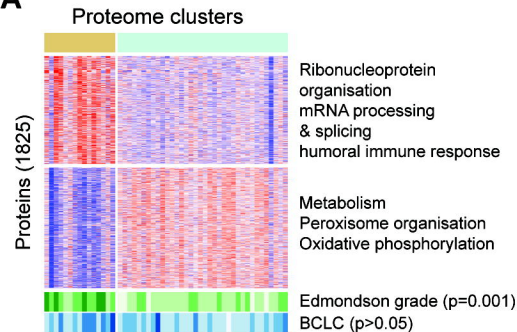 A
Proteome clusters
Proteins (1825)
Ribonucleoprotein
organisation
mRNA processing
& splicing
humoral immune response
Metabolism
Peroxisome organisation
Oxidative phosphorylation
Edmondson grade (p=0.001)
BCLC (p>0.05)